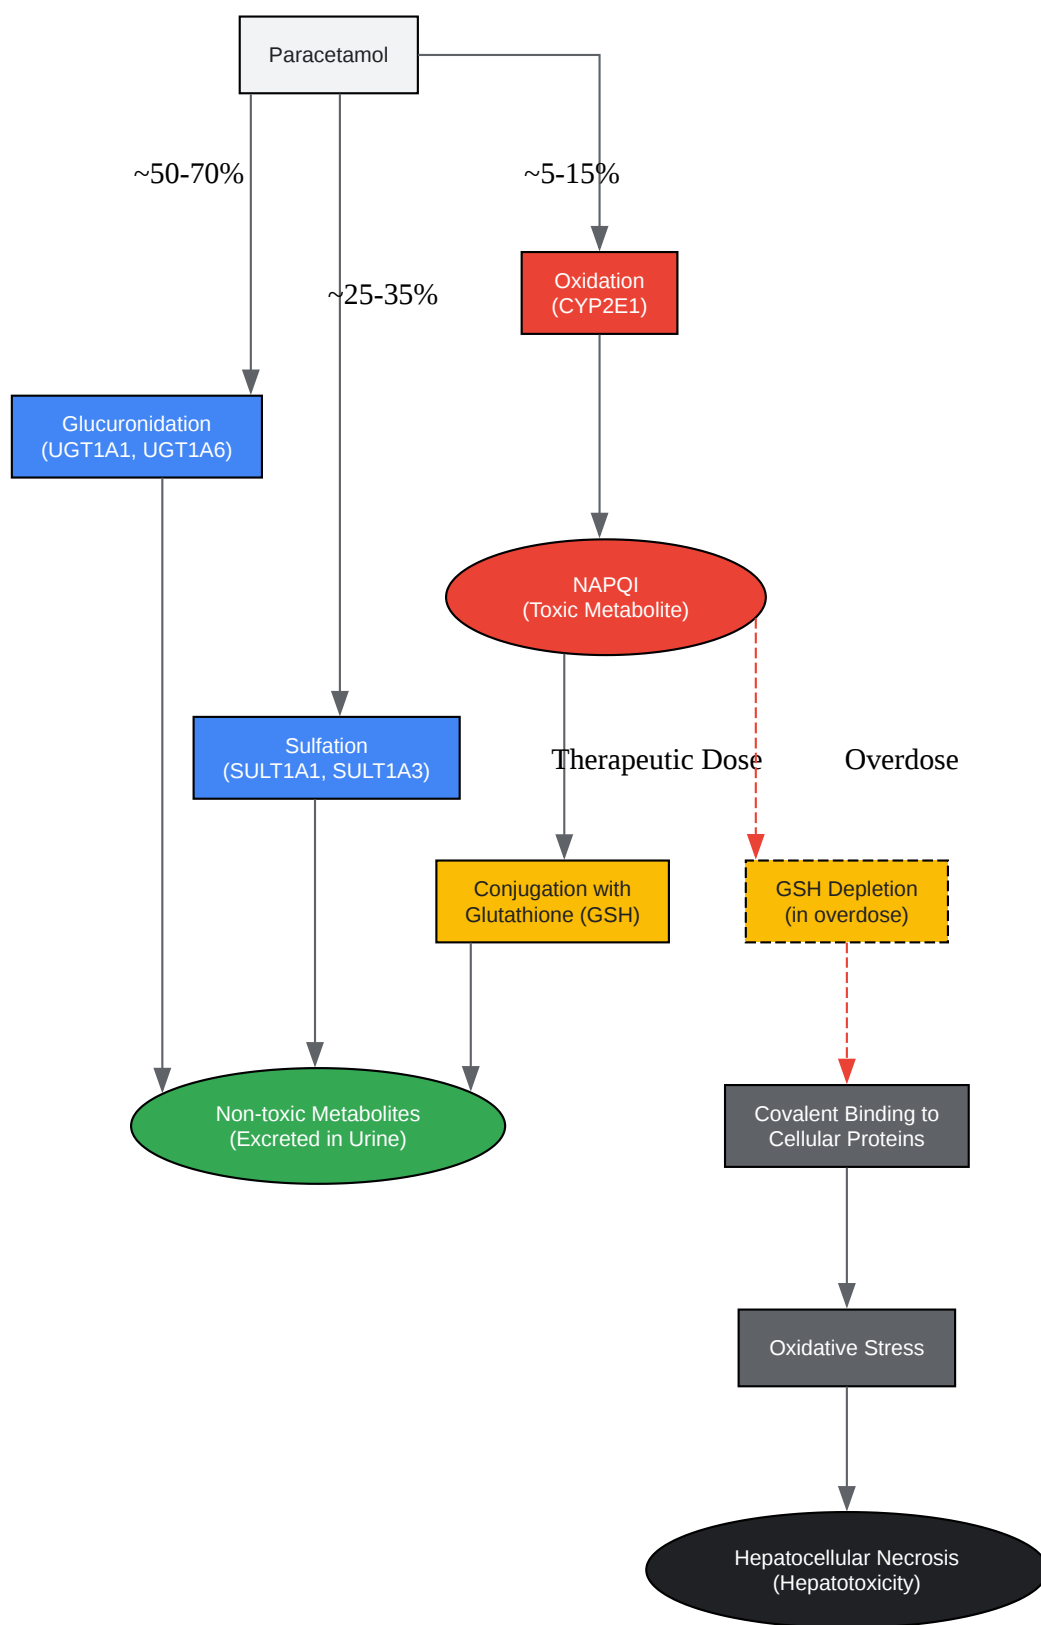 Paracetamol
~50-70%
~5-15%
~25-35%
Oxidation
(CYP2E1)
Glucuronidation
(UGT1A1, UGT1A6)
NAPQI
(Toxic Metabolite)
Sulfation
(SULT1A1, SULT1A3)
Therapeutic Dose
Overdose
Conjugation with
Glutathione (GSH)
GSH Depletion
(in overdose)
Non-toxic Metabolites
(Excreted in Urine)
Covalent Binding to
Cellular Proteins
Oxidative Stress
Hepatocellular Necrosis
(Hepatotoxicity)